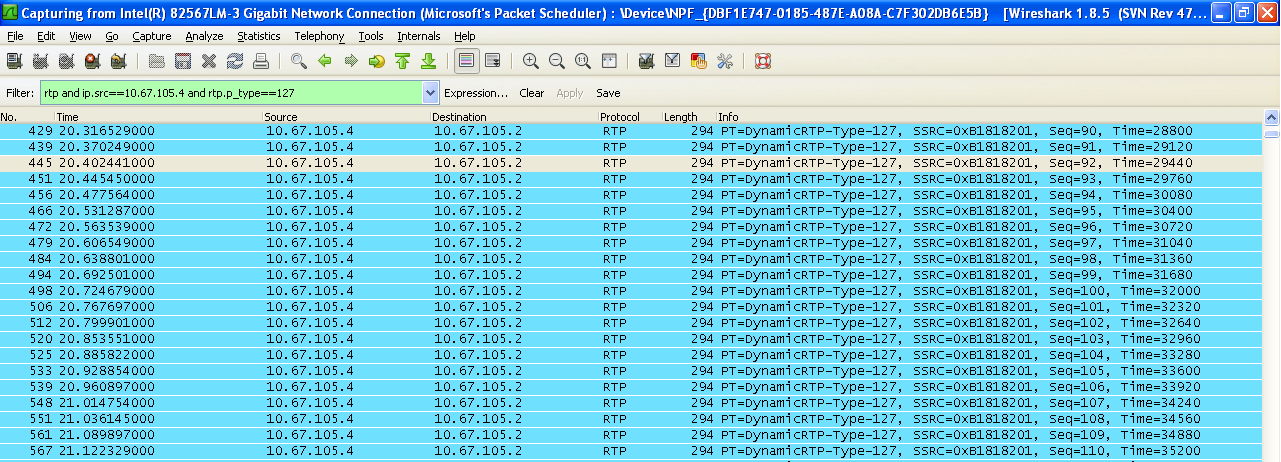 Capturing from Intel(R) 82567LM-3 Gigabit Network Connection (Microsoft's Packet Scheduler) : \Device\NPF_{DBF1E747-0185-487E-A08A-C7F302DB6E5B} [Wireshark 1.8.5 (SVN Rev 47...
File Edit View Go Capture Analyze Statistics Telephony Tools Internals Help
Filter: rtp and ip.src==10.67.105.4 and rtp.p_type==127 Expression... Clear Apply Save
No. Time Source Destination Protocol Length Info
429 20.316529000 10.67.105.4 10.67.105.2 RTP 294 PT=DynamicRTP-Type-127, SSRC=0xB1818201, Seq=90, Time=28800
439 20.370249000 10.67.105.4 10.67.105.2 RTP 294 PT=DynamicRTP-Type-127, SSRC=0xB1818201, Seq=91, Time=29120
445 20.402441000 10.67.105.4 10.67.105.2 RTP 294 PT=DynamicRTP-Type-127, SSRC=0xB1818201, Seq=92, Time=29440
451 20.445450000 10.67.105.4 10.67.105.2 RTP 294 PT=DynamicRTP-Type-127, SSRC=0xB1818201, Seq=93, Time=29760
456 20.477564000 10.67.105.4 10.67.105.2 RTP 294 PT=DynamicRTP-Type-127, SSRC=0xB1818201, Seq=94, Time=30080
466 20.531287000 10.67.105.4 10.67.105.2 RTP 294 PT=DynamicRTP-Type-127, SSRC=0xB1818201, Seq=95, Time=30400
472 20.563539000 10.67.105.4 10.67.105.2 RTP 294 PT=DynamicRTP-Type-127, SSRC=0xB1818201, Seq=96, Time=30720
479 20.606549000 10.67.105.4 10.67.105.2 RTP 294 PT=DynamicRTP-Type-127, SSRC=0xB1818201, Seq=97, Time=31040
484 20.638801000 10.67.105.4 10.67.105.2 RTP 294 PT=DynamicRTP-Type-127, SSRC=0xB1818201, Seq=98, Time=31360
494 20.692501000 10.67.105.4 10.67.105.2 RTP 294 PT=DynamicRTP-Type-127, SSRC=0xB1818201, Seq=99, Time=31680
498 20.724679000 10.67.105.4 10.67.105.2 RTP 294 PT=DynamicRTP-Type-127, SSRC=0xB1818201, Seq=100, Time=32000
506 20.767697000 10.67.105.4 10.67.105.2 RTP 294 PT=DynamicRTP-Type-127, SSRC=0xB1818201, Seq=101, Time=32320
512 20.799901000 10.67.105.4 10.67.105.2 RTP 294 PT=DynamicRTP-Type-127, SSRC=0xB1818201, Seq=102, Time=32640
520 20.853551000 10.67.105.4 10.67.105.2 RTP 294 PT=DynamicRTP-Type-127, SSRC=0xB1818201, Seq=103, Time=32960
525 20.885822000 10.67.105.4 10.67.105.2 RTP 294 PT=DynamicRTP-Type-127, SSRC=0xB1818201, Seq=104, Time=33280
533 20.928854000 10.67.105.4 10.67.105.2 RTP 294 PT=DynamicRTP-Type-127, SSRC=0xB1818201, Seq=105, Time=33600
539 20.960897000 10.67.105.4 10.67.105.2 RTP 294 PT=DynamicRTP-Type-127, SSRC=0xB1818201, Seq=106, Time=33920
548 21.014754000 10.67.105.4 10.67.105.2 RTP 294 PT=DynamicRTP-Type-127, SSRC=0xB1818201, Seq=107, Time=34240
551 21.036145000 10.67.105.4 10.67.105.2 RTP 294 PT=DynamicRTP-Type-127, SSRC=0xB1818201, Seq=108, Time=34560
561 21.089897000 10.67.105.4 10.67.105.2 RTP 294 PT=DynamicRTP-Type-127, SSRC=0xB1818201, Seq=109, Time=34880
567 21.122329000 10.67.105.4 10.67.105.2 RTP 294 PT=DynamicRTP-Type-127, SSRC=0xB1818201, Seq=110, Time=35200